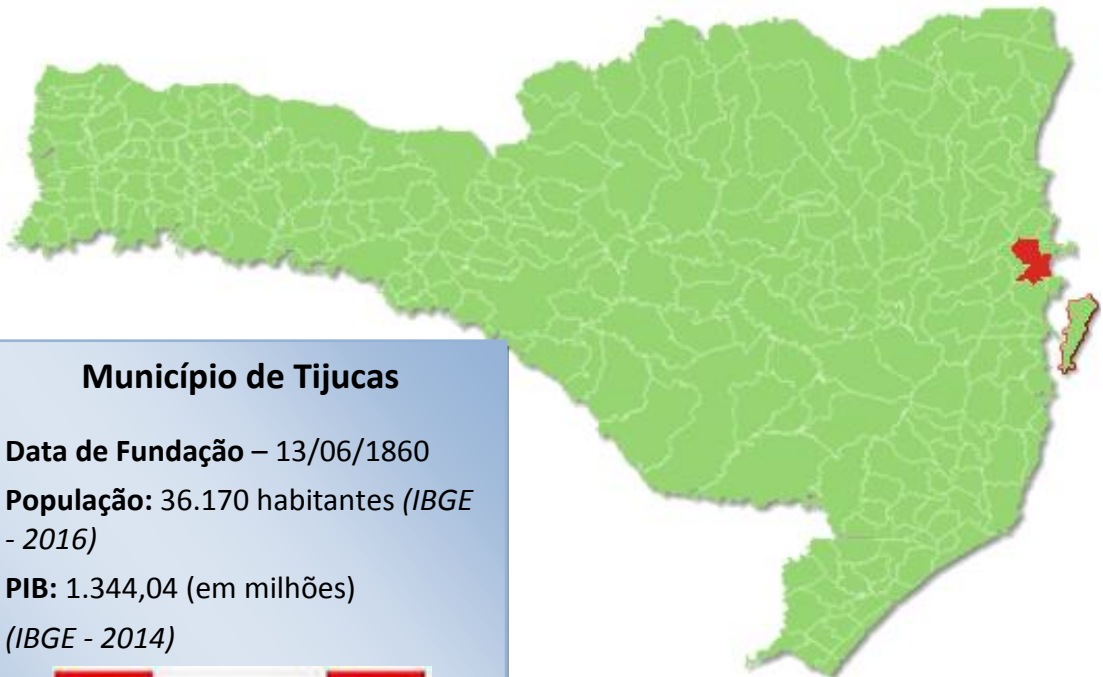 Município de Tijucas
Data de Fundação – 13/06/1860
População: 36.170 habitantes (IBGE
- 2016)
PIB: 1.344,04 (em milhões)
(IBGE - 2014)